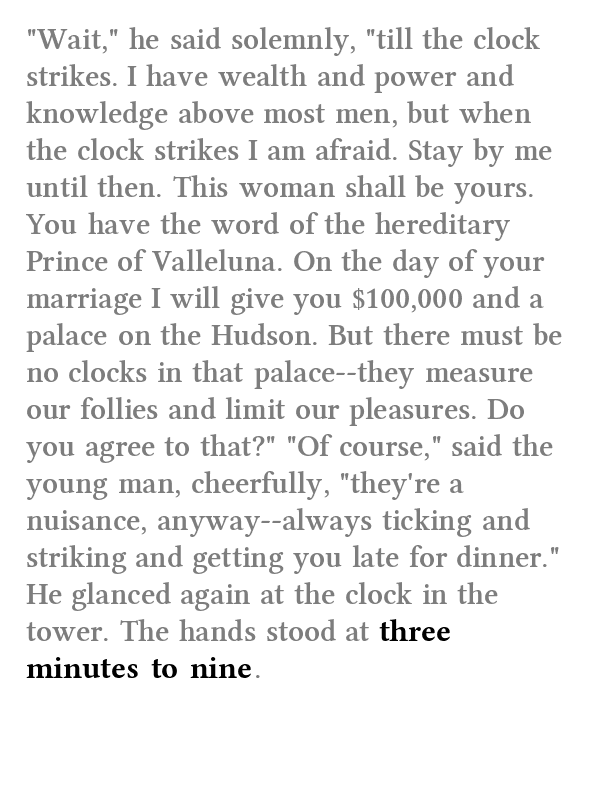 "Wait," he said solemnly, "till the clock
strikes. I have wealth and power and
knowledge above most men, but when
the clock strikes I am afraid. Stay by me
until then. This woman shall be yours.
You have the word of the hereditary
Prince of Valleluna. On the day of your
marriage I will give you $100,000 and a
palace on the Hudson. But there must be
no clocks in that palace--they measure
our follies and limit our pleasures. Do
you agree to that?" "Of course," said the
young man, cheerfully, "they're a
nuisance, anyway--always ticking and
striking and getting you late for dinner."
He glanced again at the clock in the
tower. The hands stood at three
minutes to nine.